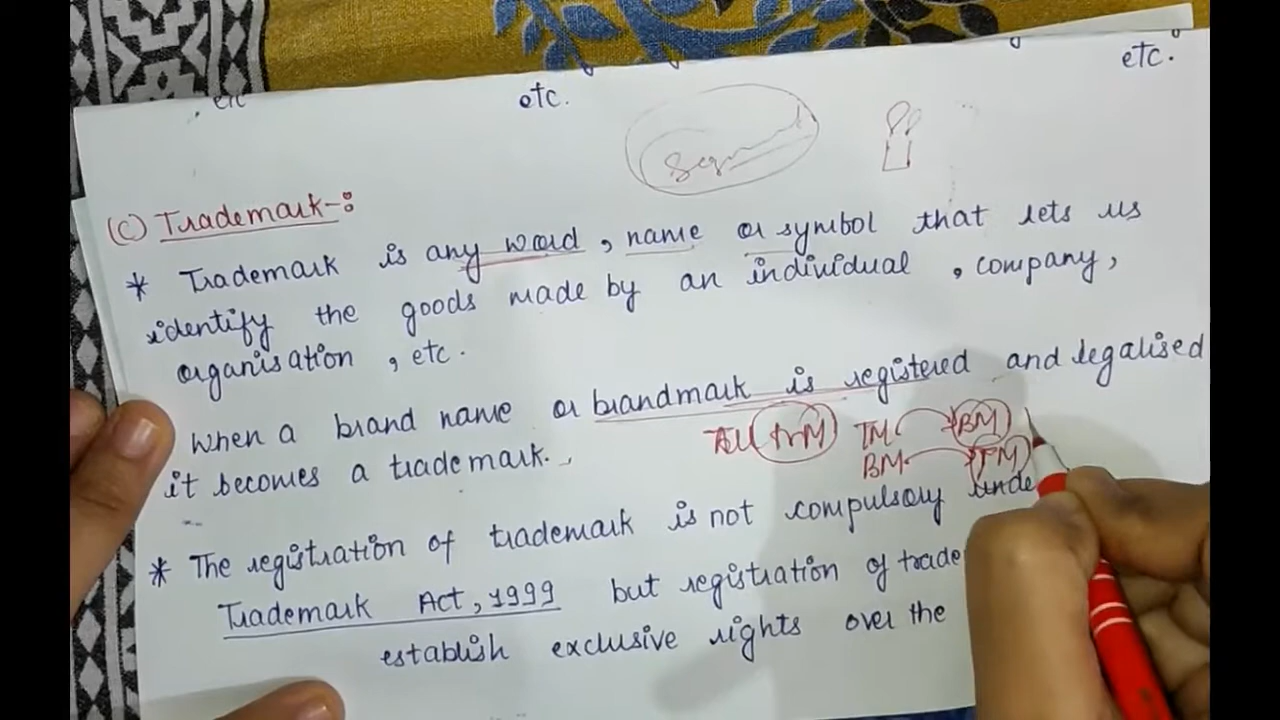 etc
etc.
etc.
(C) Trademark-:
* Trademark is any word, name or symbol that lets us
identify the goods made by an individual, company,
organisation, etc.
when a brand name or brandmark is registered and legalised
it becomes a trademark.
TM BM
BM TM
* The registration of trademark is not compulsory unde
Trademark Act, 1999 but registration of trade
establish exclusive rights over the